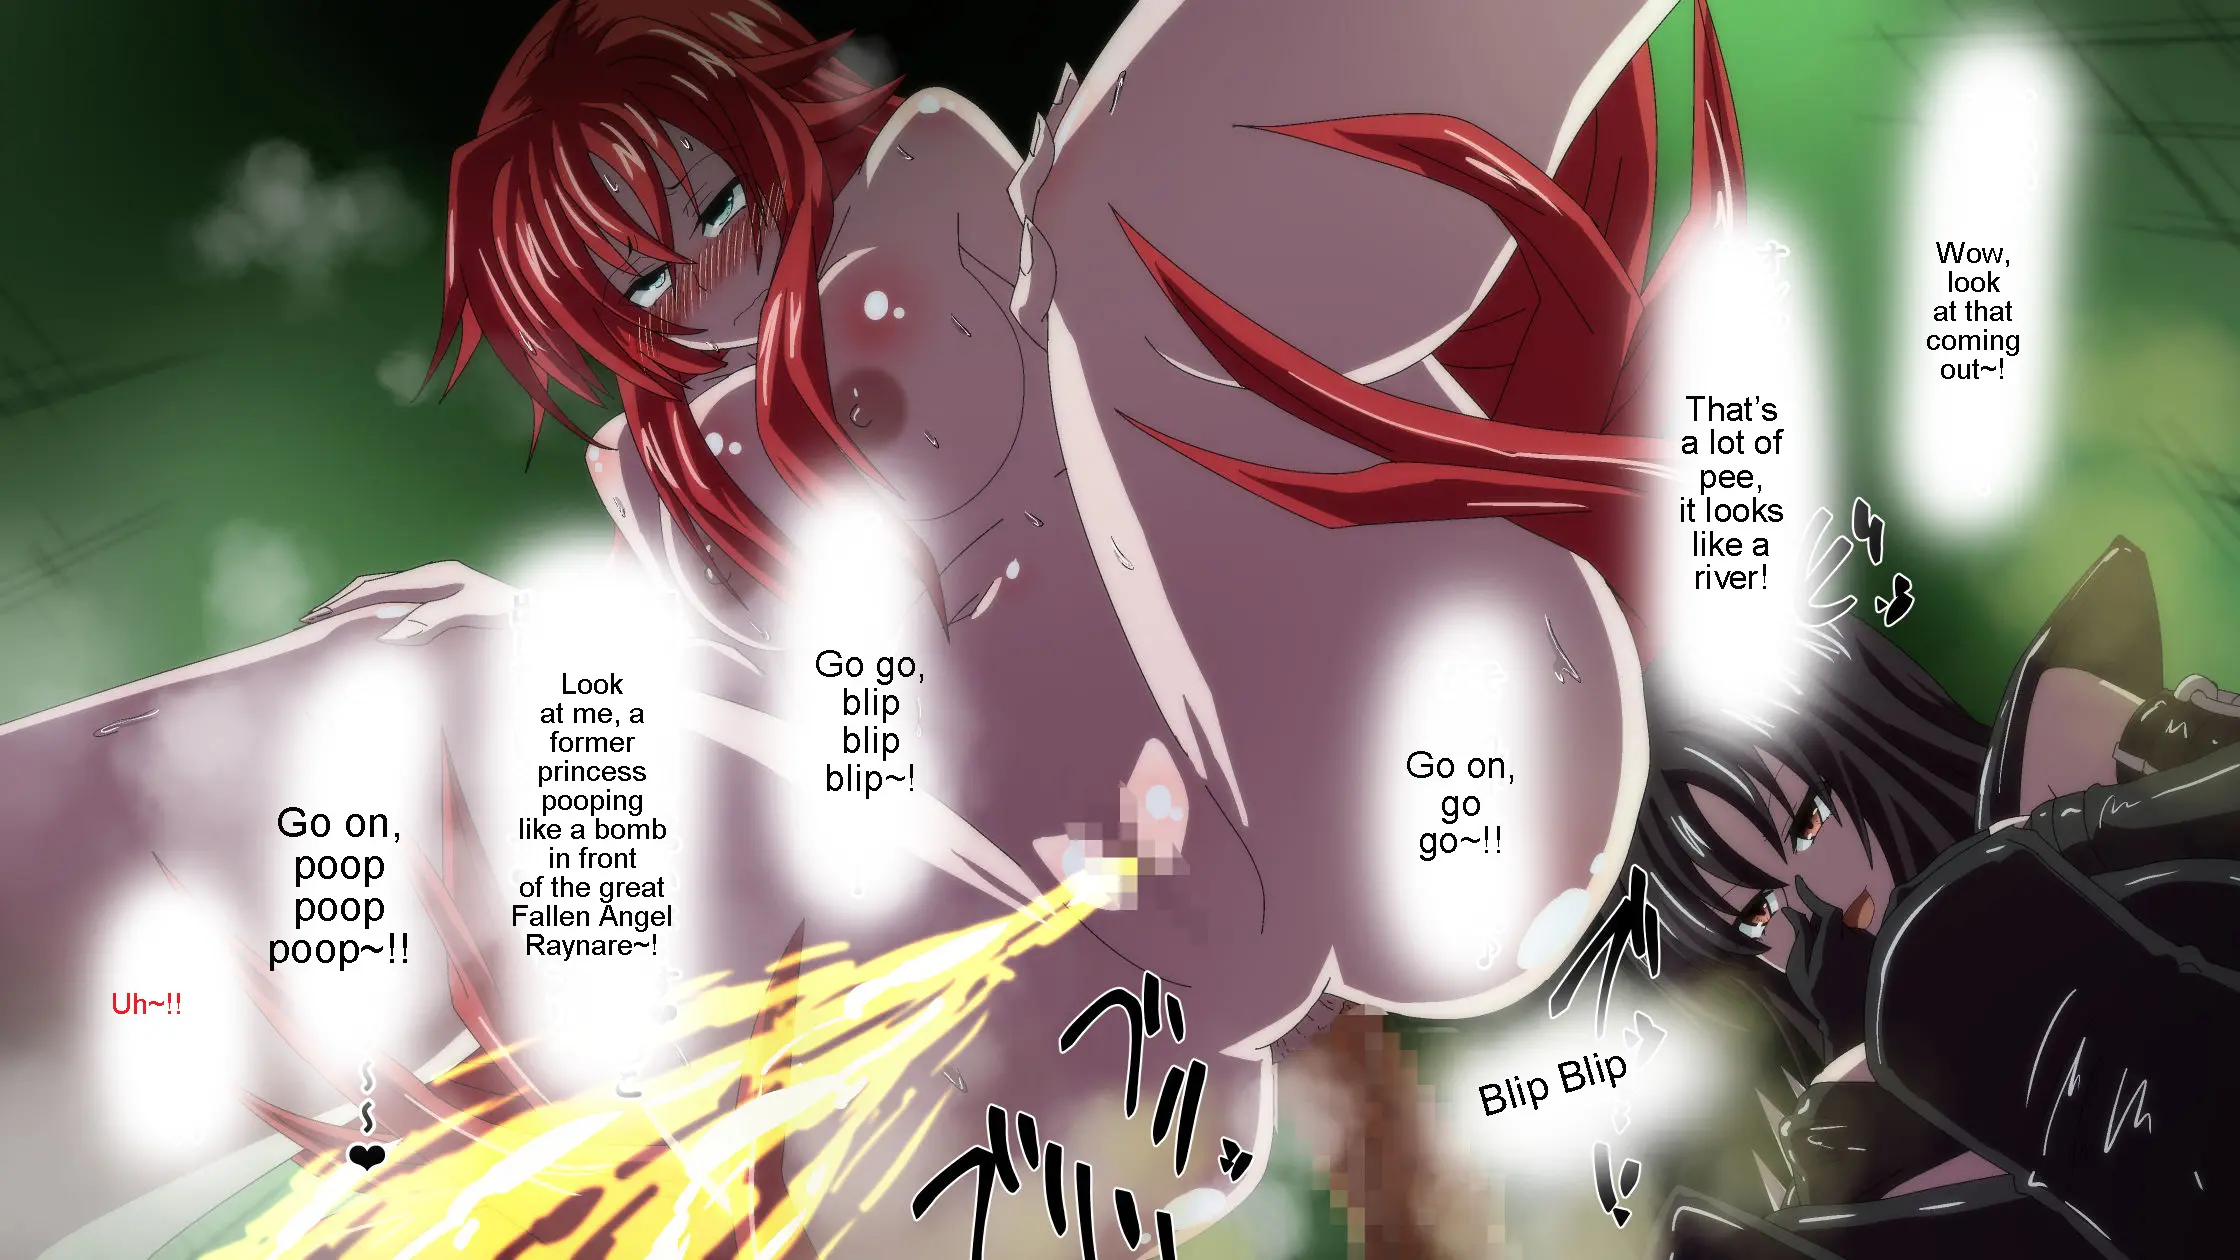 Wow,
look
at that
coming
out~!
That's
a lot of
pee,
it looks
like a
river!
Go on,
go
go~!!
Blip Blip
Go go,
blip
blip
blip~!
Look
at me, a
former
princess
pooping
like a bomb
in front
of the great
Fallen Angel
Raynare~!
Go on,
poop
poop
poop~!!
Uh~!!